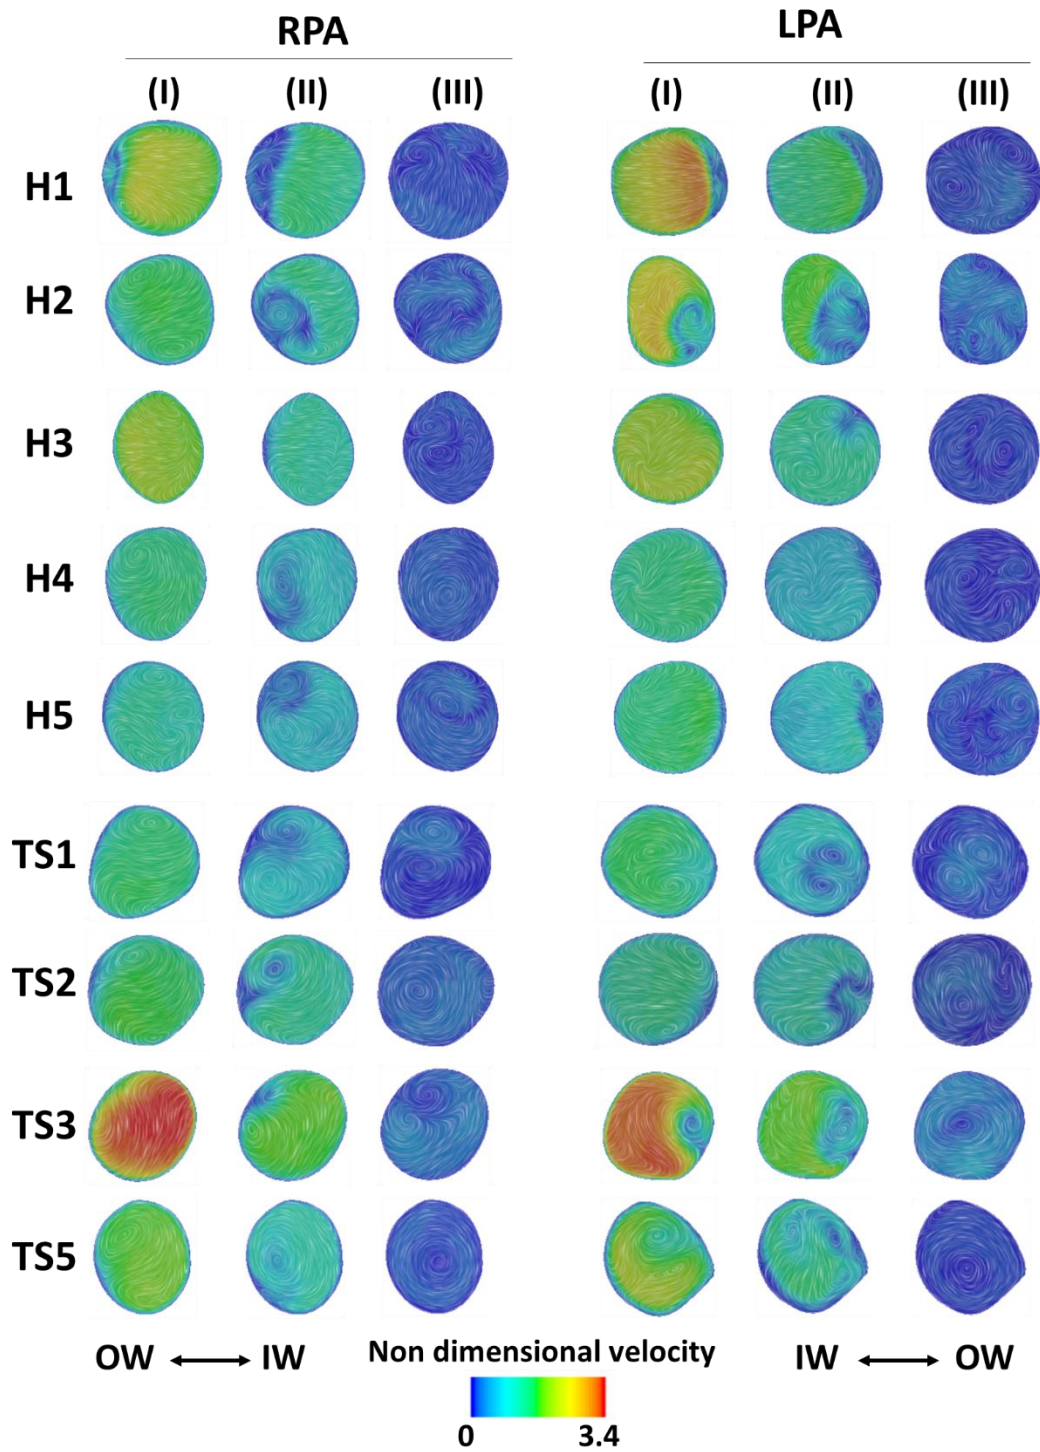 RPA LPA
(I) (II) (III) (I) (II) (III)
H1
H2
H3
H4
H5
TS1
TS2
TS3
TS5
OW IW Non dimensional velocity IW OW
0 3.4